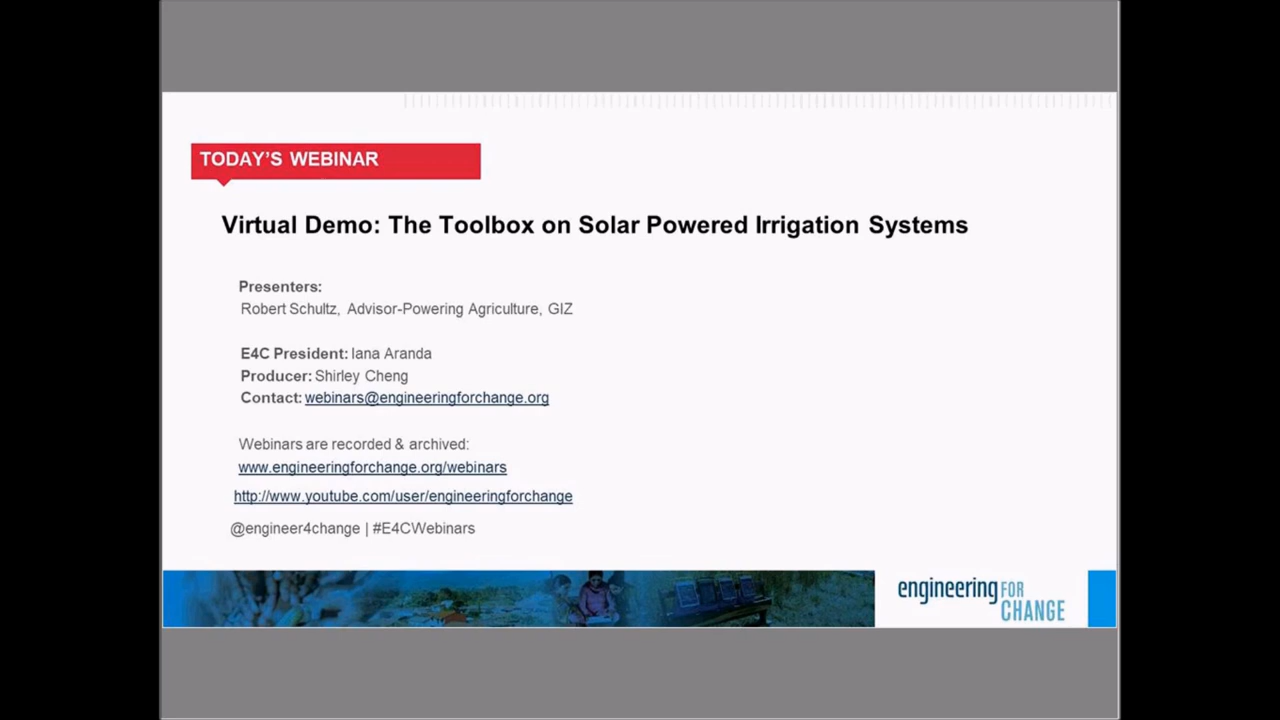 TODAY'S WEBINAR
Virtual Demo: The Toolbox on Solar Powered Irrigation Systems
Presenters:
Robert Schultz, Advisor-Powering Agriculture, GIZ
E4C President: Iana Aranda
Producer: Shirley Cheng
Contact: webinars@engineeringforchange.org
Webinars are recorded & archived:
www.engineeringforchange.org/webinars
http://www.youtube.com/user/engineeringforchange
@engineer4change | #E4CWebinars
engineering FOR
CHANGE